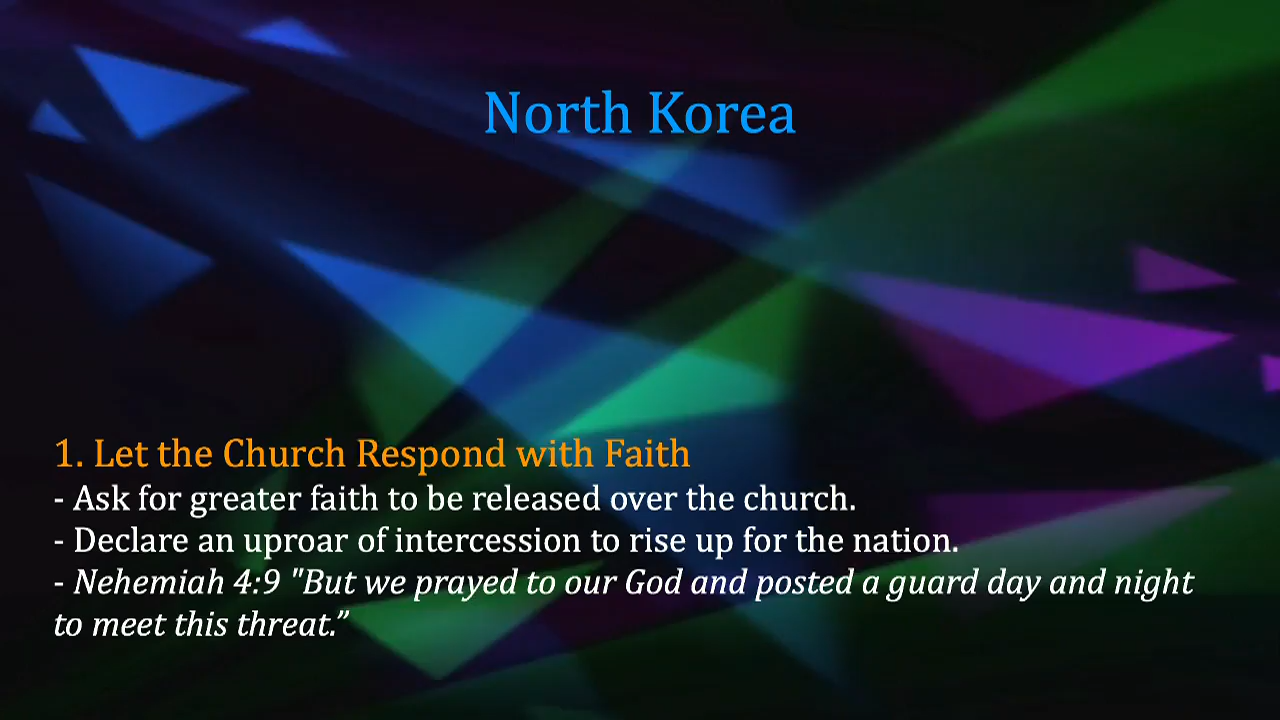 North Korea
1. Let the Church Respond with Faith
- Ask for greater faith to be released over the church.
- Declare an uproar of intercession to rise up for the nation.
- Nehemiah 4:9 "But we prayed to our God and posted a guard day and night
to meet this threat.”